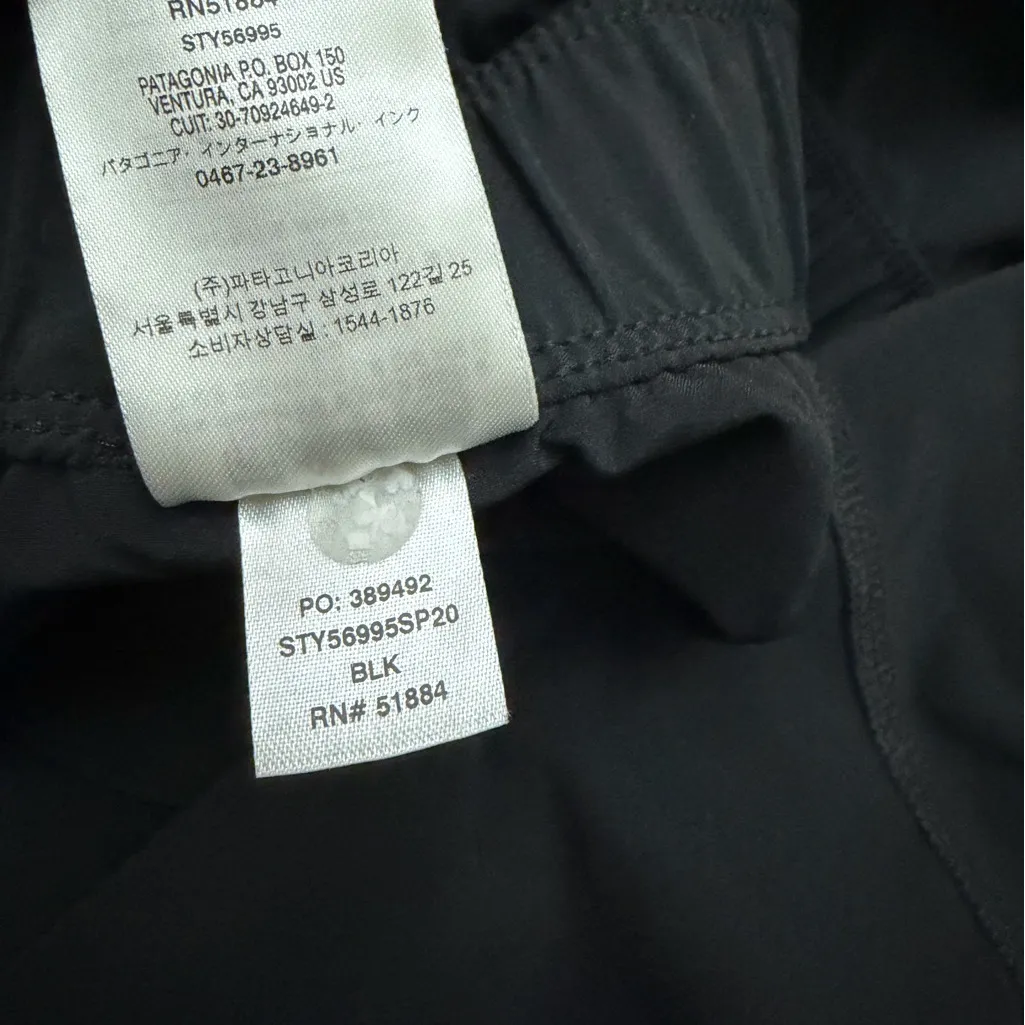 RN51884
STY56995
PATAGONIA P.O. BOX 150
VENTURA, CA 93002 US
CUIT: 30-70924649-2
パタゴニア・インターナショナル・インク
0467-23-8961
(주)파타고니아코리아
서울특별시 강남구 삼성로 122길 25
소비자상담실 : 1544-1876
PO: 389492
STY56995SP20
BLK
RN# 51884